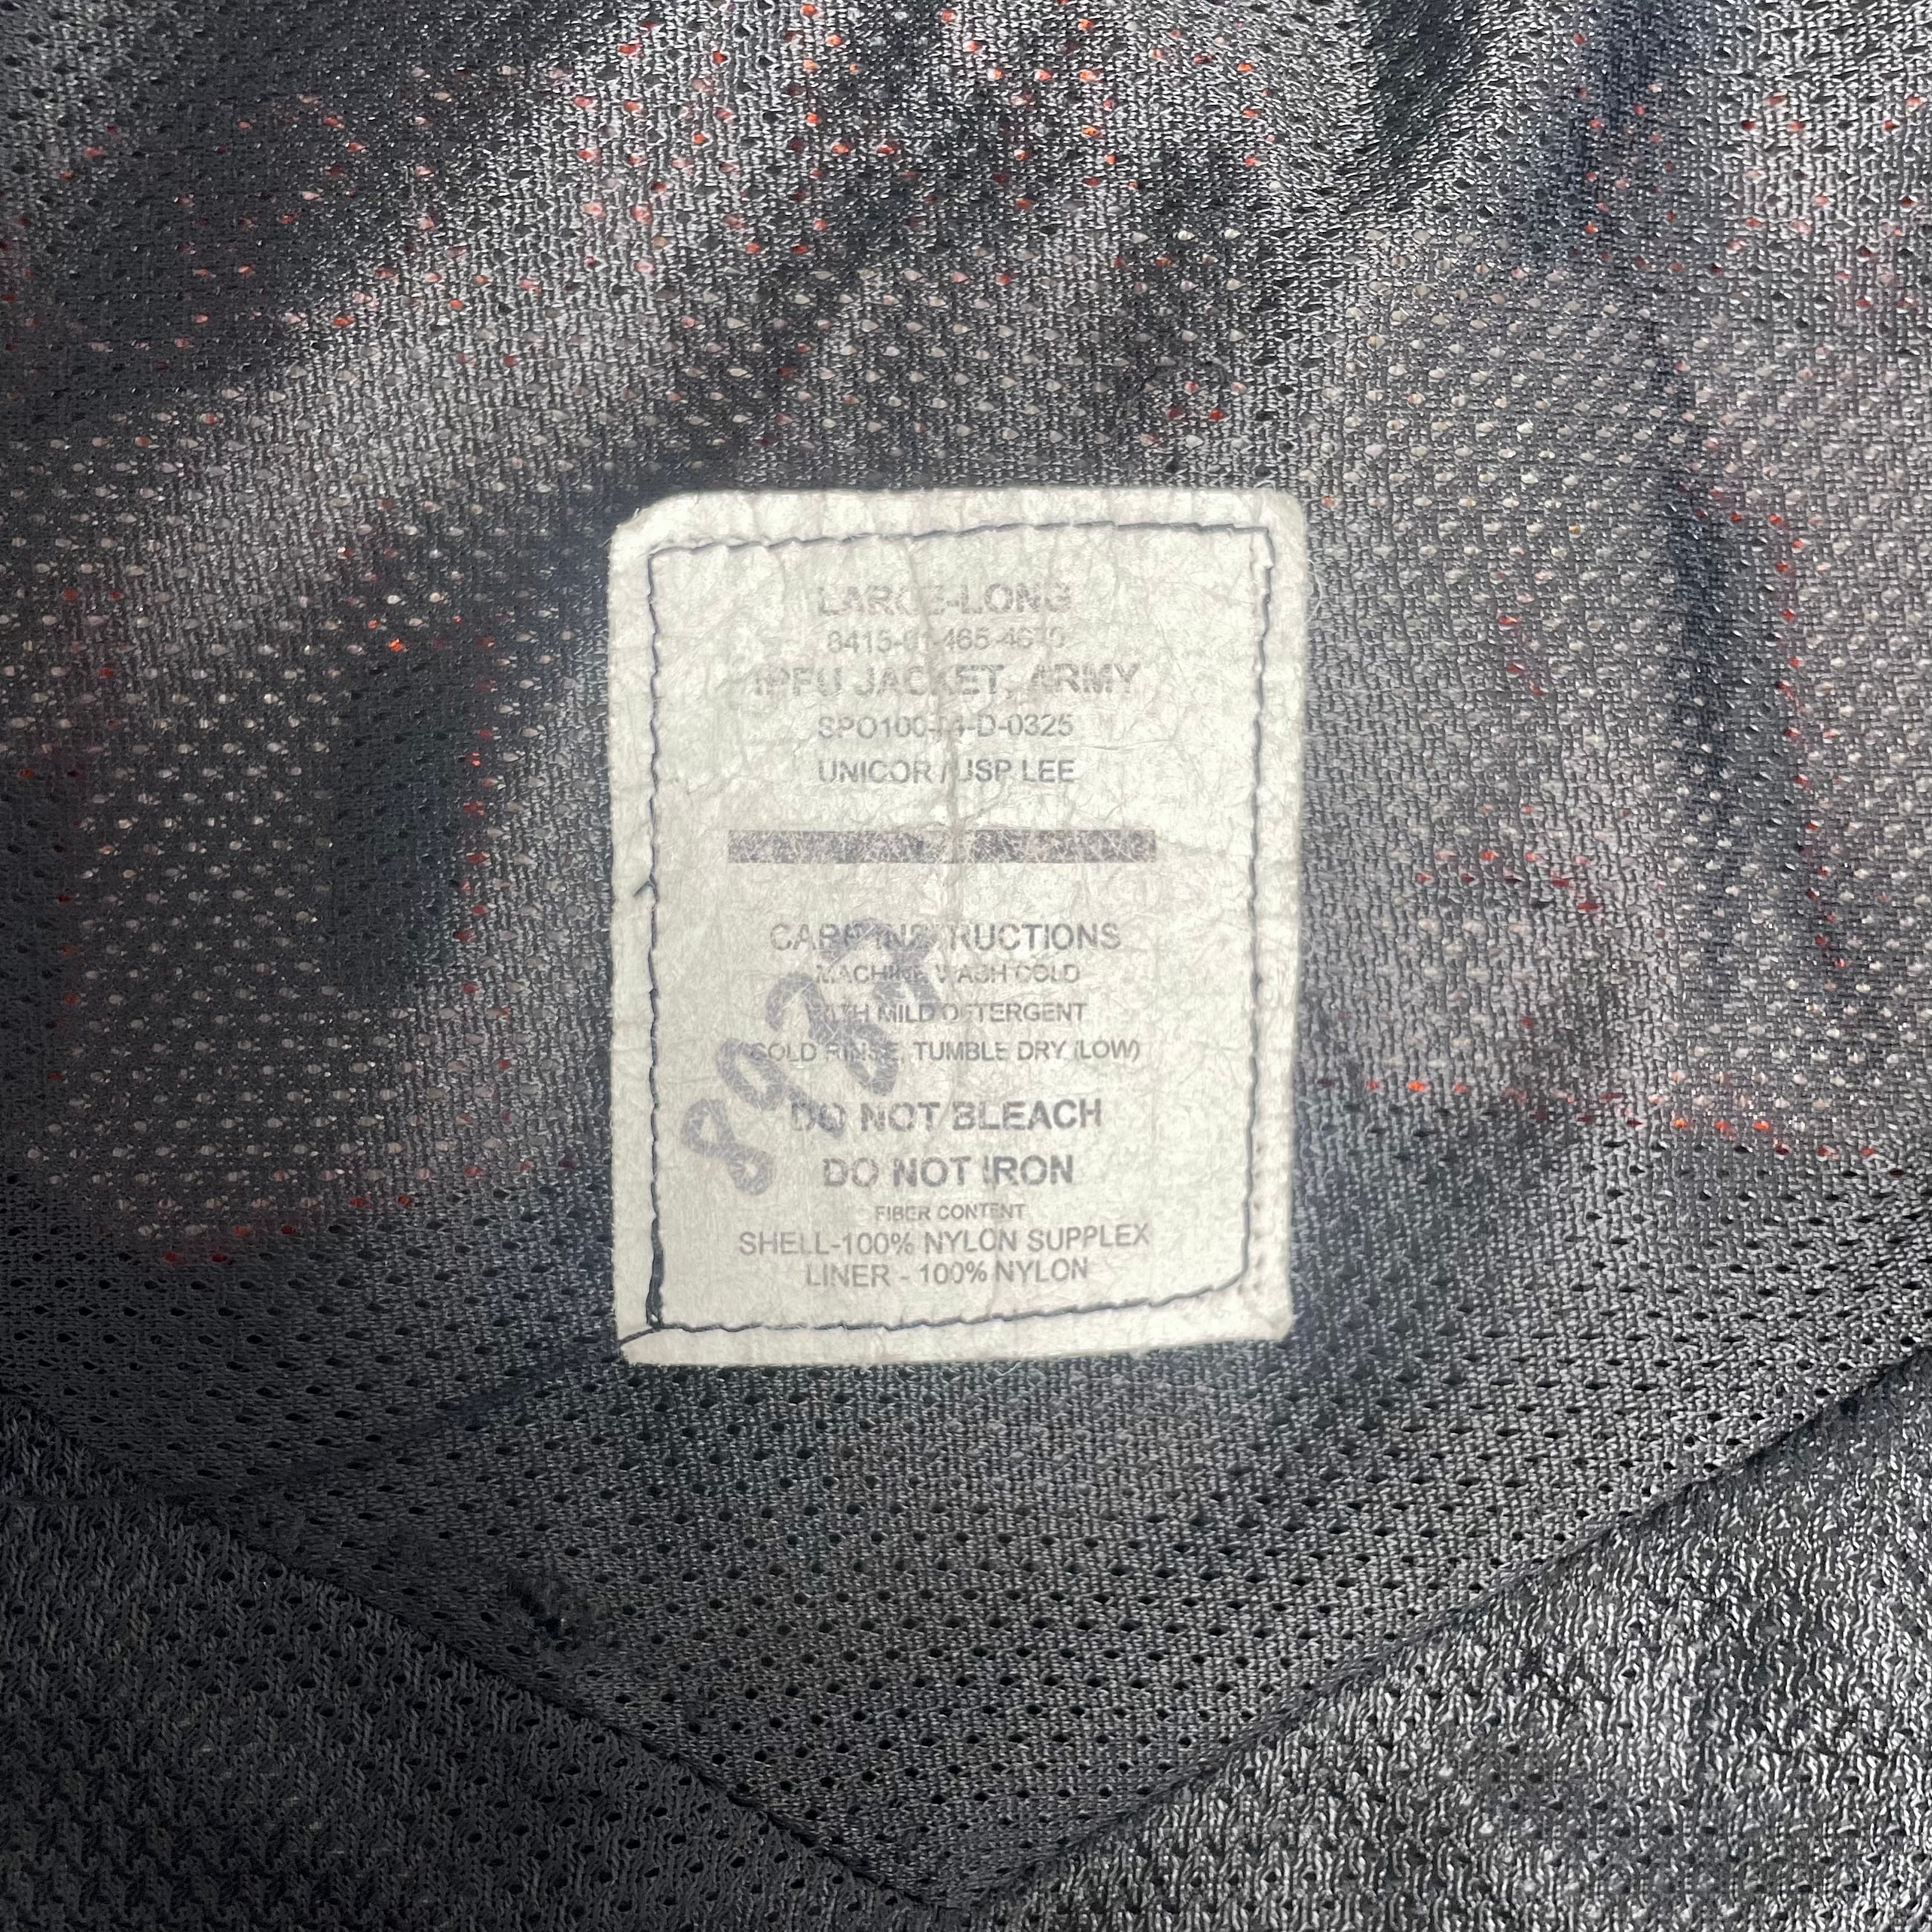 LARGE-LONG
IPFU JACKET, ARMY
UNICOR / USP LEE
CARE INSTRUCTIONS
MACHINE WASH COLD
WITH MILD DETERGENT
COLD RINSE, TUMBLE DRY (LOW)
DO NOT BLEACH
DO NOT IRON
FIBER CONTENT
SHELL-100% NYLON SUPPLEX
LINER - 100% NYLON